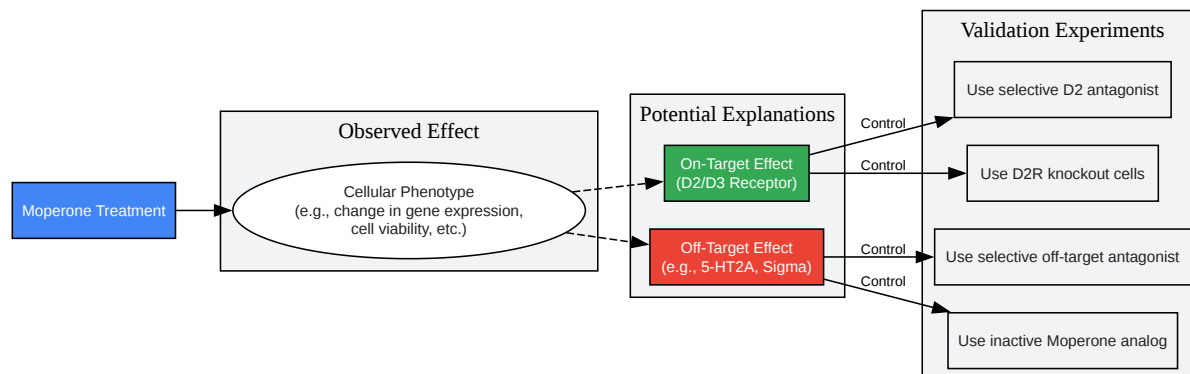 Moperone Treatment
Observed Effect
Cellular Phenotype
(e.g., change in gene expression,
cell viability, etc.)
Potential Explanations
On-Target Effect
(D2/D3 Receptor)
Off-Target Effect
(e.g., 5-HT2A, Sigma)
Control
Control
Control
Control
Validation Experiments
Use selective D2 antagonist
Use D2R knockout cells
Use selective off-target antagonist
Use inactive Moperone analog